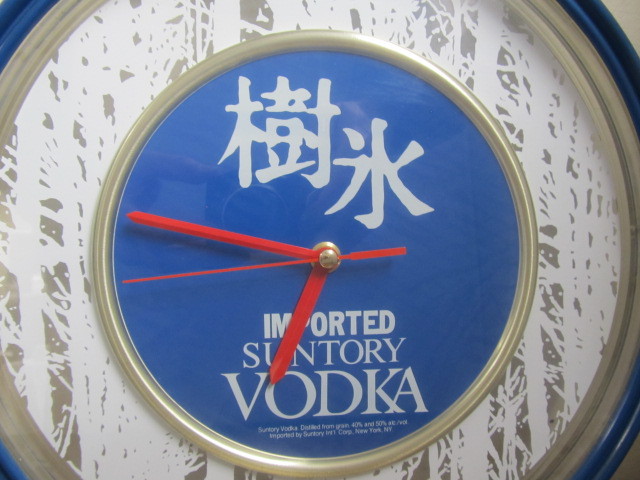 樹氷
IMPORTED
SUNTORY
VODKA
Suntory Vodka. Distilled from grain. 40% and 50% alc./vol.
Imported by Suntory Int'l Corp., New York, NY